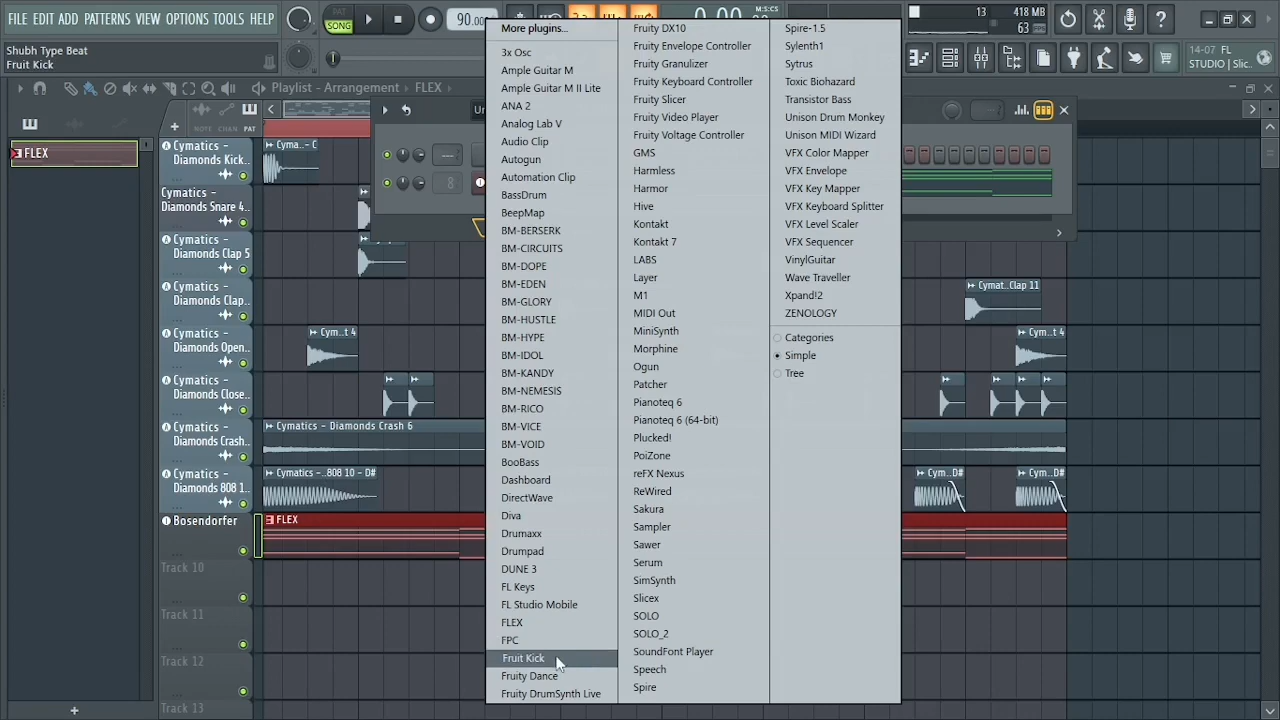 FILE EDIT ADD PATTERNS VIEW OPTIONS TOOLS HELP
Shubh Type Beat
Fruit Kick
PAT
SONG
90.00
M:S:CS
13
418 MB
63
14-07 FL
STUDIO | Slic..
Playlist - Arrangement
FLEX
NOTE CHAN PAT
FLEX
Cymatics -
Diamonds Kick..
Cymatics -
Diamonds Snare 4..
Cymatics -
Diamonds Clap 5
Cymatics -
Diamonds Clap..
Cymatics -
Diamonds Open..
Cymatics -
Diamonds Close..
Cymatics -
Diamonds Crash..
Cymatics -
Diamonds 808 1..
Bosendorfer
Track 10
Track 11
Track 12
Track 13
Cyma..- C
Cym..t 4
Cymatics - Diamonds Crash 6
Cymatics - ..808 10 - D#
FLEX
Cymat..Clap 11
Cym..t 4
Cym..D#
Cym..D#
---
8
More plugins...
3x Osc
Ample Guitar M
Ample Guitar M II Lite
ANA 2
Analog Lab V
Audio Clip
Autogun
Automation Clip
BassDrum
BeepMap
BM-BERSERK
BM-CIRCUITS
BM-DOPE
BM-EDEN
BM-GLORY
BM-HUSTLE
BM-HYPE
BM-IDOL
BM-KANDY
BM-NEMESIS
BM-RICO
BM-VICE
BM-VOID
BooBass
Dashboard
DirectWave
Diva
Drumaxx
Drumpad
DUNE 3
FL Keys
FL Studio Mobile
FLEX
FPC
Fruit Kick
Fruity Dance
Fruity DrumSynth Live
Fruity DX10
Fruity Envelope Controller
Fruity Granulizer
Fruity Keyboard Controller
Fruity Slicer
Fruity Video Player
Fruity Voltage Controller
GMS
Harmless
Harmor
Hive
Kontakt
Kontakt 7
LABS
Layer
M1
MIDI Out
MiniSynth
Morphine
Ogun
Patcher
Pianoteq 6
Pianoteq 6 (64-bit)
Plucked!
PoiZone
reFX Nexus
ReWired
Sakura
Sampler
Sawer
Serum
SimSynth
Slicex
SOLO
SOLO_2
SoundFont Player
Speech
Spire
Spire-1.5
Sylenth1
Sytrus
Toxic Biohazard
Transistor Bass
Unison Drum Monkey
Unison MIDI Wizard
VFX Color Mapper
VFX Envelope
VFX Key Mapper
VFX Keyboard Splitter
VFX Level Scaler
VFX Sequencer
VinylGuitar
Wave Traveller
Xpand!2
ZENOLOGY
Categories
Simple
Tree